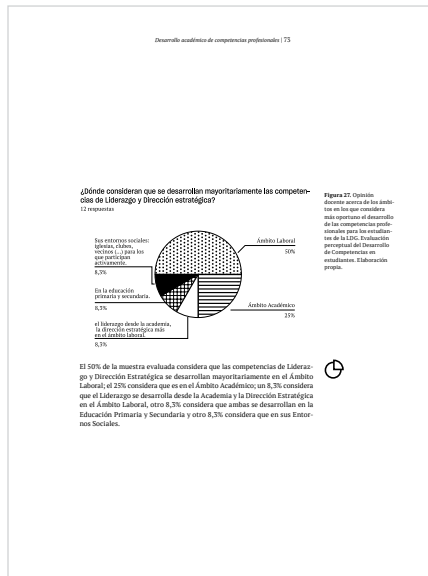 Desarrollo académico de competencias profesionales | 75
¿Dónde consideran que se desarrollan mayoritariamente las competen-
cias de Liderazgo y Dirección estratégica?
12 respuestas
Sus entornos sociales:
iglesias, clubes,
vecinos (...) para los
que participan
activamente.
8,3%
En la educación
primaria y secundaria.
8,3%
el liderazgo desde la academia,
la dirección estratégica más
en el ámbito laboral.
8,3%
Ámbito Laboral
50%
Ámbito Académico
25%
Figura 27. Opinión
docente acerca de los ámbi-
tos en los que considera
más oportuno el desarrollo
de las competencias profe-
sionales para los estudian-
tes de la LDG. Evaluación
perceptual del Desarrollo
de Competencias en
estudiantes. Elaboración
propia.
El 50% de la muestra evaluada considera que las competencias de Lideraz-
go y Dirección Estratégica se desarrollan mayoritariamente en el Ámbito
Laboral; el 25% considera que es en el Ámbito Académico; un 8,3% considera
que el Liderazgo se desarrolla desde la Academia y la Dirección Estratégica
en el Ámbito Laboral, otro 8,3% considera que ambas se desarrollan en la
Educación Primaria y Secundaria y otro 8,3% considera que en sus Entor-
nos Sociales.